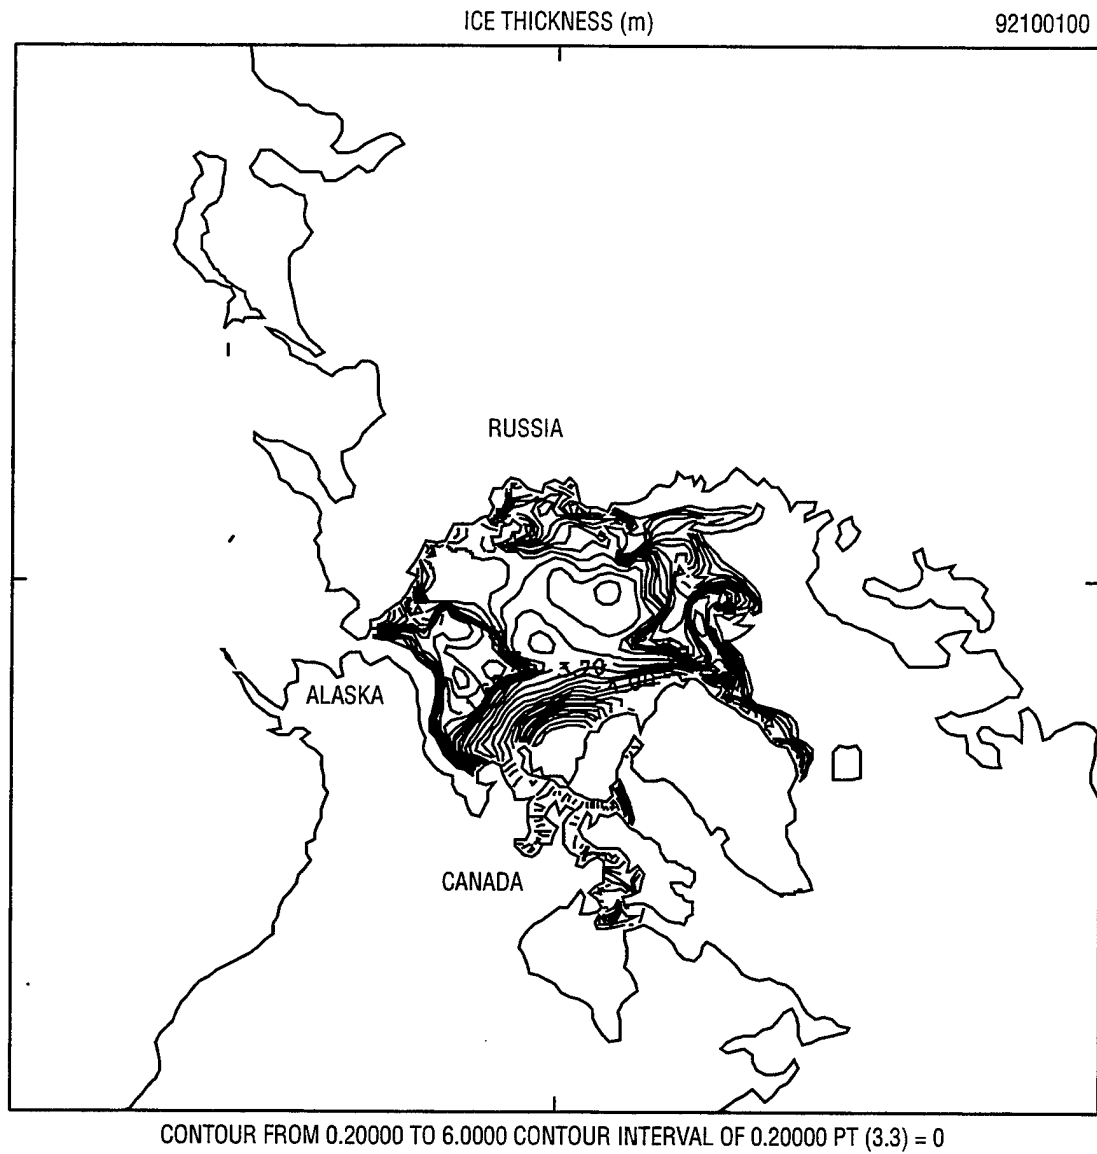 ICE THICKNESS (m) 92100100
RUSSIA
ALASKA
CANADA
CONTOUR FROM 0.20000 TO 6.0000 CONTOUR INTERVAL OF 0.20000 PT (3.3) = 0